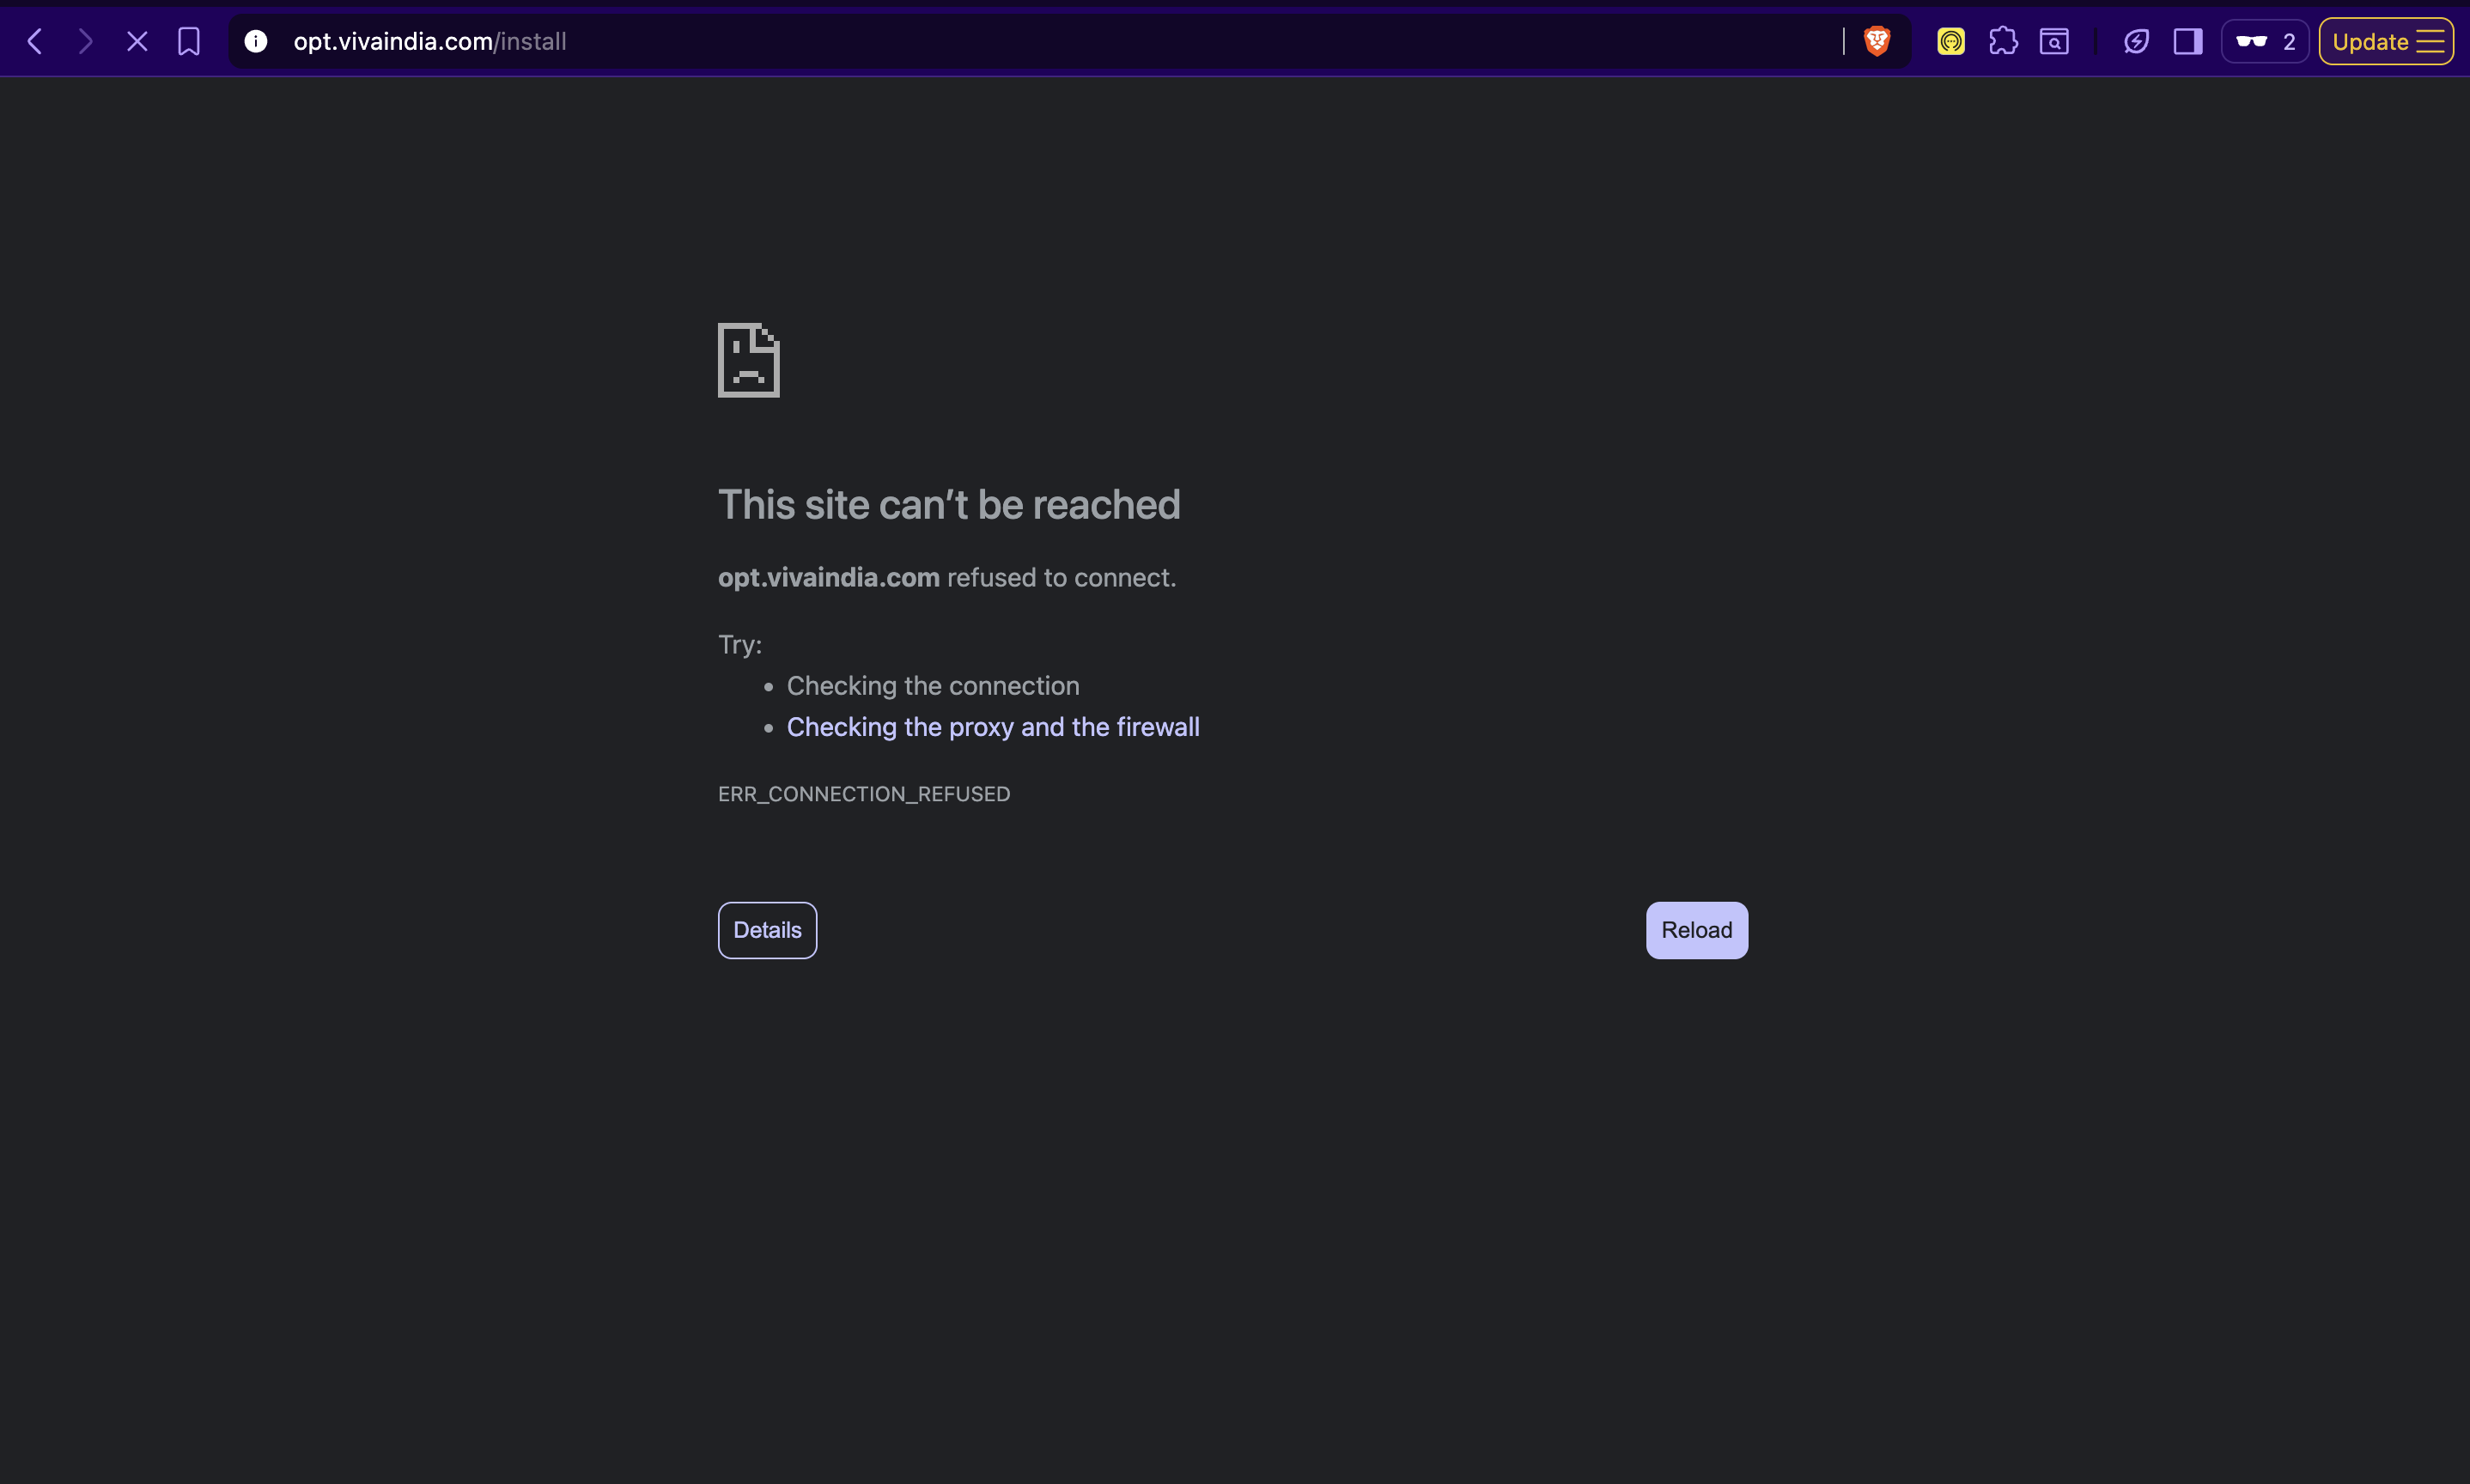 opt.vivaindia.com/install
2
Update
This site can’t be reached
opt.vivaindia.com refused to connect.
Try:
• Checking the connection
• Checking the proxy and the firewall
ERR_CONNECTION_REFUSED
Details
Reload